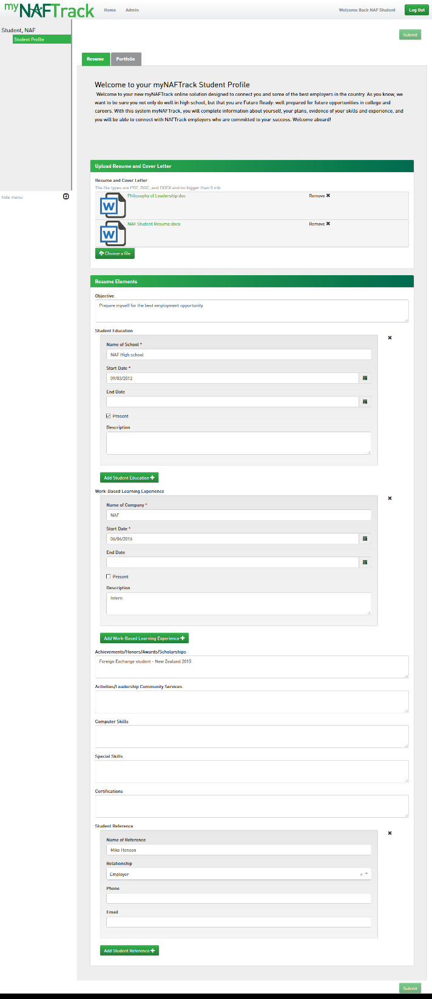 myNAFTrack
Home Admin Welcome Back NAF Student Log Out
Student, NAF
Student Profile
Submit
Resume Portfolio
Welcome to your myNAFTrack Student Profile
Welcome to your new myNAFTrack online solution designed to connect you and some of the best employers in the country. As you know, we
want to be sure you not only do well in high school, but that you are Future Ready: well prepared for future opportunities in college and
careers. With this system myNAFTrack, you will complete information about yourself, your plans, evidence of your skills and experience, and
you will be able to connect with NAFTrack employers who are committed to your success. Welcome aboard!
Upload Resume and Cover Letter
hide menu
Resume and Cover Letter
The file types are PDF, DOC, and DOCX and no bigger than 5 mb
W Philosophy of Leadership.doc Remove ✖
W NAF Student Resume.docx Remove ✖
Choose a file
Resume Elements
Objective
Prepare myself for the best employment opportunity.
Student Education
Name of School *
NAF High school
Start Date *
09/03/2012
End Date
Present
Description
Add Student Education +
Work-Based Learning Experience
Name of Company *
NAF
Start Date *
06/06/2016
End Date
Present
Description
Intern
Add Work-Based Learning Experience +
Achievements/Honors/Awards/Scholarships
Foreign Exchange student - New Zealand 2015
Activities/Leadership Community Services
Computer Skills
Special Skills
Certifications
Student Reference
Name of Reference
Mike Henson
Relationship
Employer ×
Phone
Email
Add Student Reference +
Submit